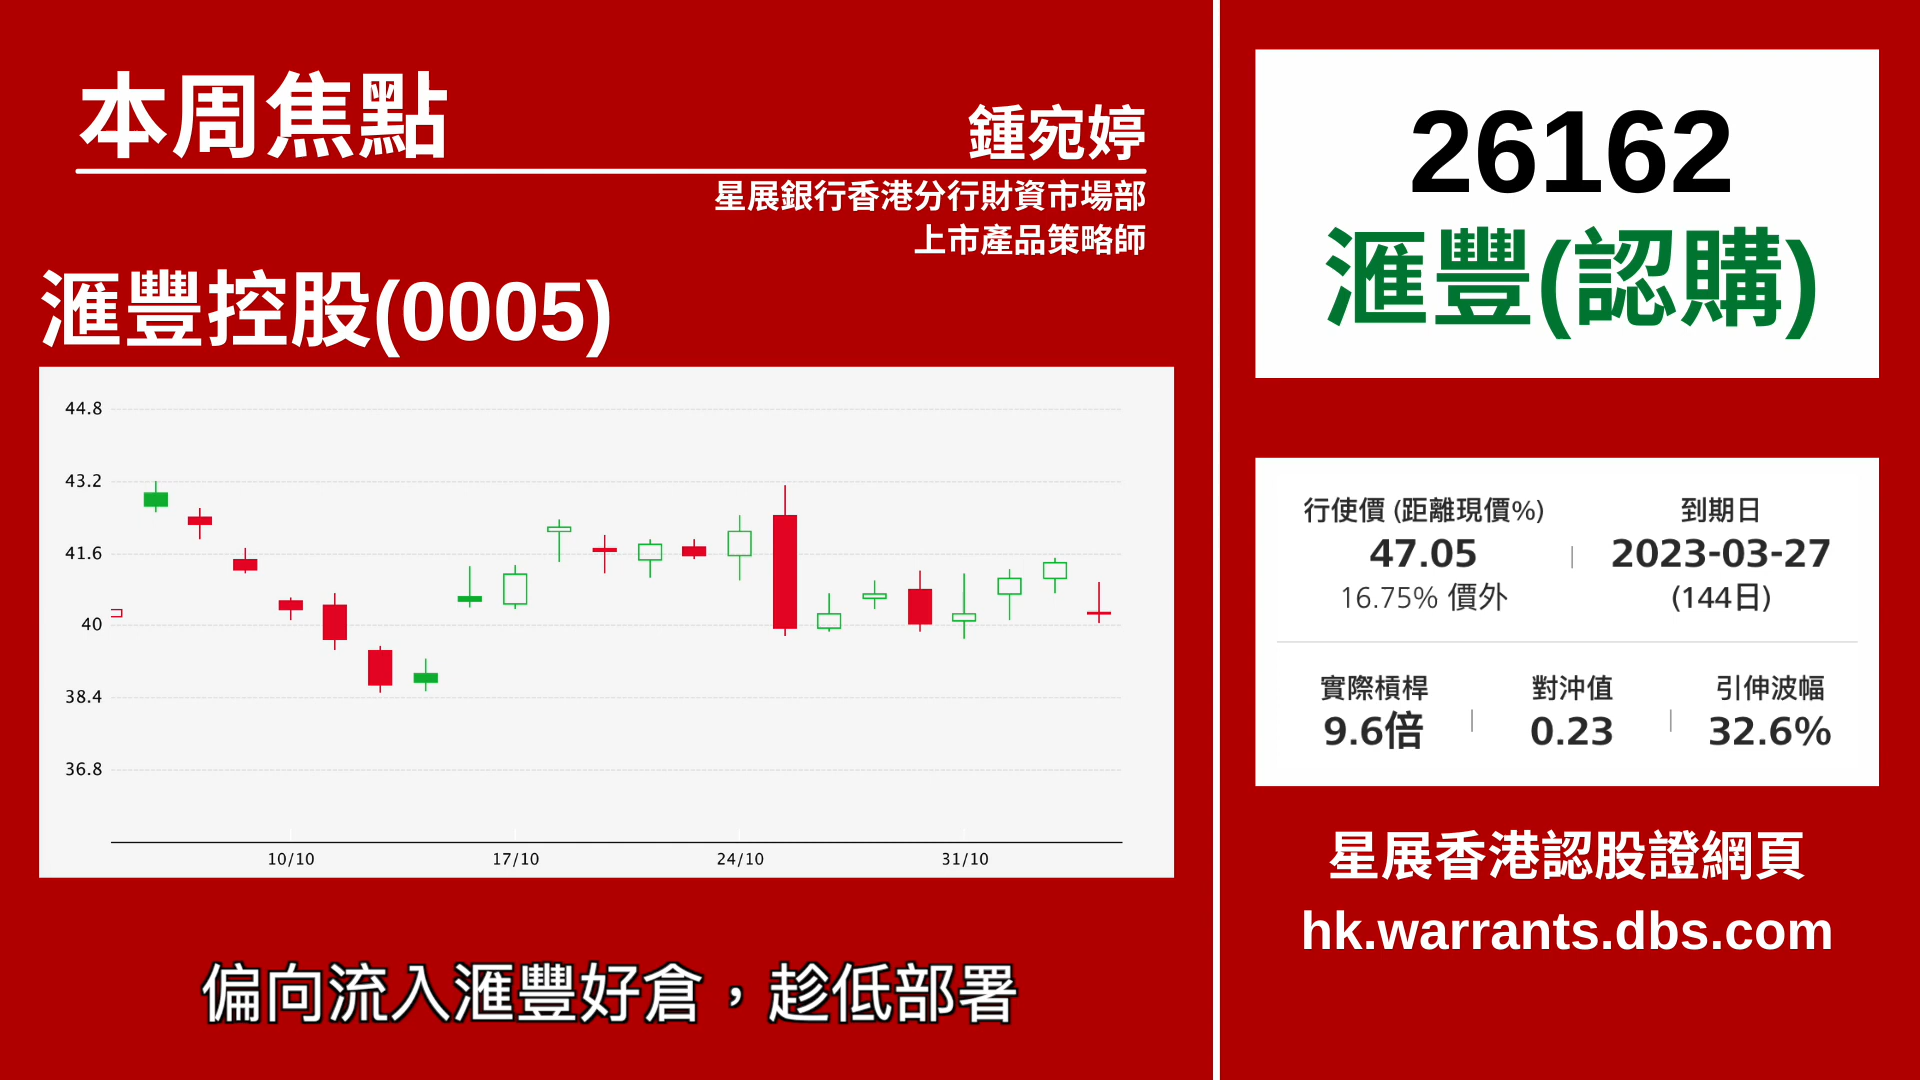 本周焦點
鍾宛婷
星展銀行香港分行財資市場部
上市產品策略師
滙豐控股(0005)
44.8
43.2
41.6
40
38.4
36.8
10/10 17/10 24/10 31/10
偏向流入滙豐好倉，趁低部署
26162
滙豐(認購)
行使價 (距離現價%) 到期日
47.05 2023-03-27
16.75% 價外 (144日)
實際槓桿 對沖值 引伸波幅
9.6倍 0.23 32.6%
星展香港認股證網頁
hk.warrants.dbs.com